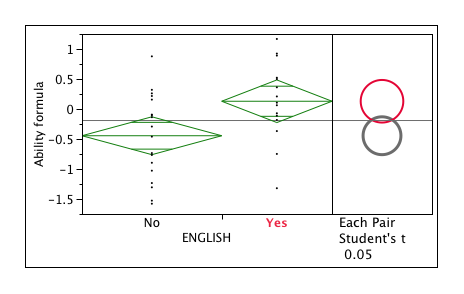 1
0.5
0
-0.5
-1
-1.5
Ability formula
No
Yes
ENGLISH
Each Pair
Student's t
0.05